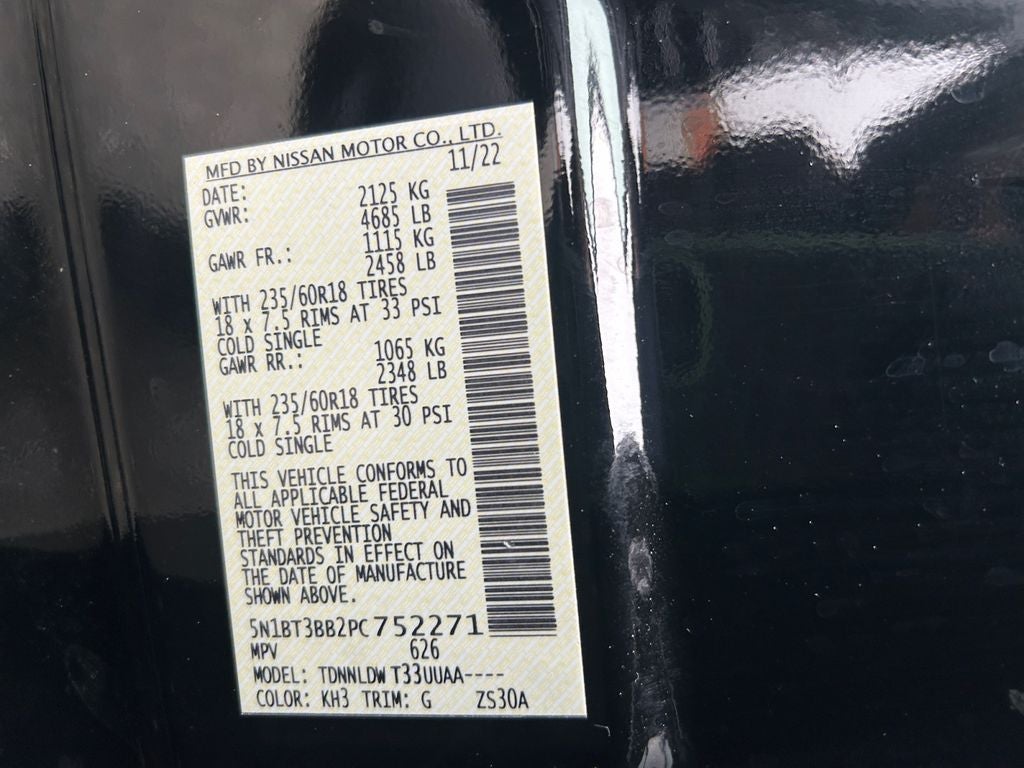 MFD BY NISSAN MOTOR CO., LTD.
DATE: 11/22
GVWR: 2125 KG
4685 LB
GAWR FR.: 1115 KG
2458 LB
WITH 235/60R18 TIRES
18 x 7.5 RIMS AT 33 PSI
COLD SINGLE
GAWR RR.: 1065 KG
2348 LB
WITH 235/60R18 TIRES
18 x 7.5 RIMS AT 30 PSI
COLD SINGLE
THIS VEHICLE CONFORMS TO
ALL APPLICABLE FEDERAL
MOTOR VEHICLE SAFETY AND
THEFT PREVENTION
STANDARDS IN EFFECT ON
THE DATE OF MANUFACTURE
SHOWN ABOVE.
5N1BT3BB2PC752271
MPV 626
MODEL: TDNNLDW T33UUAA----
COLOR: KH3 TRIM: G ZS30A